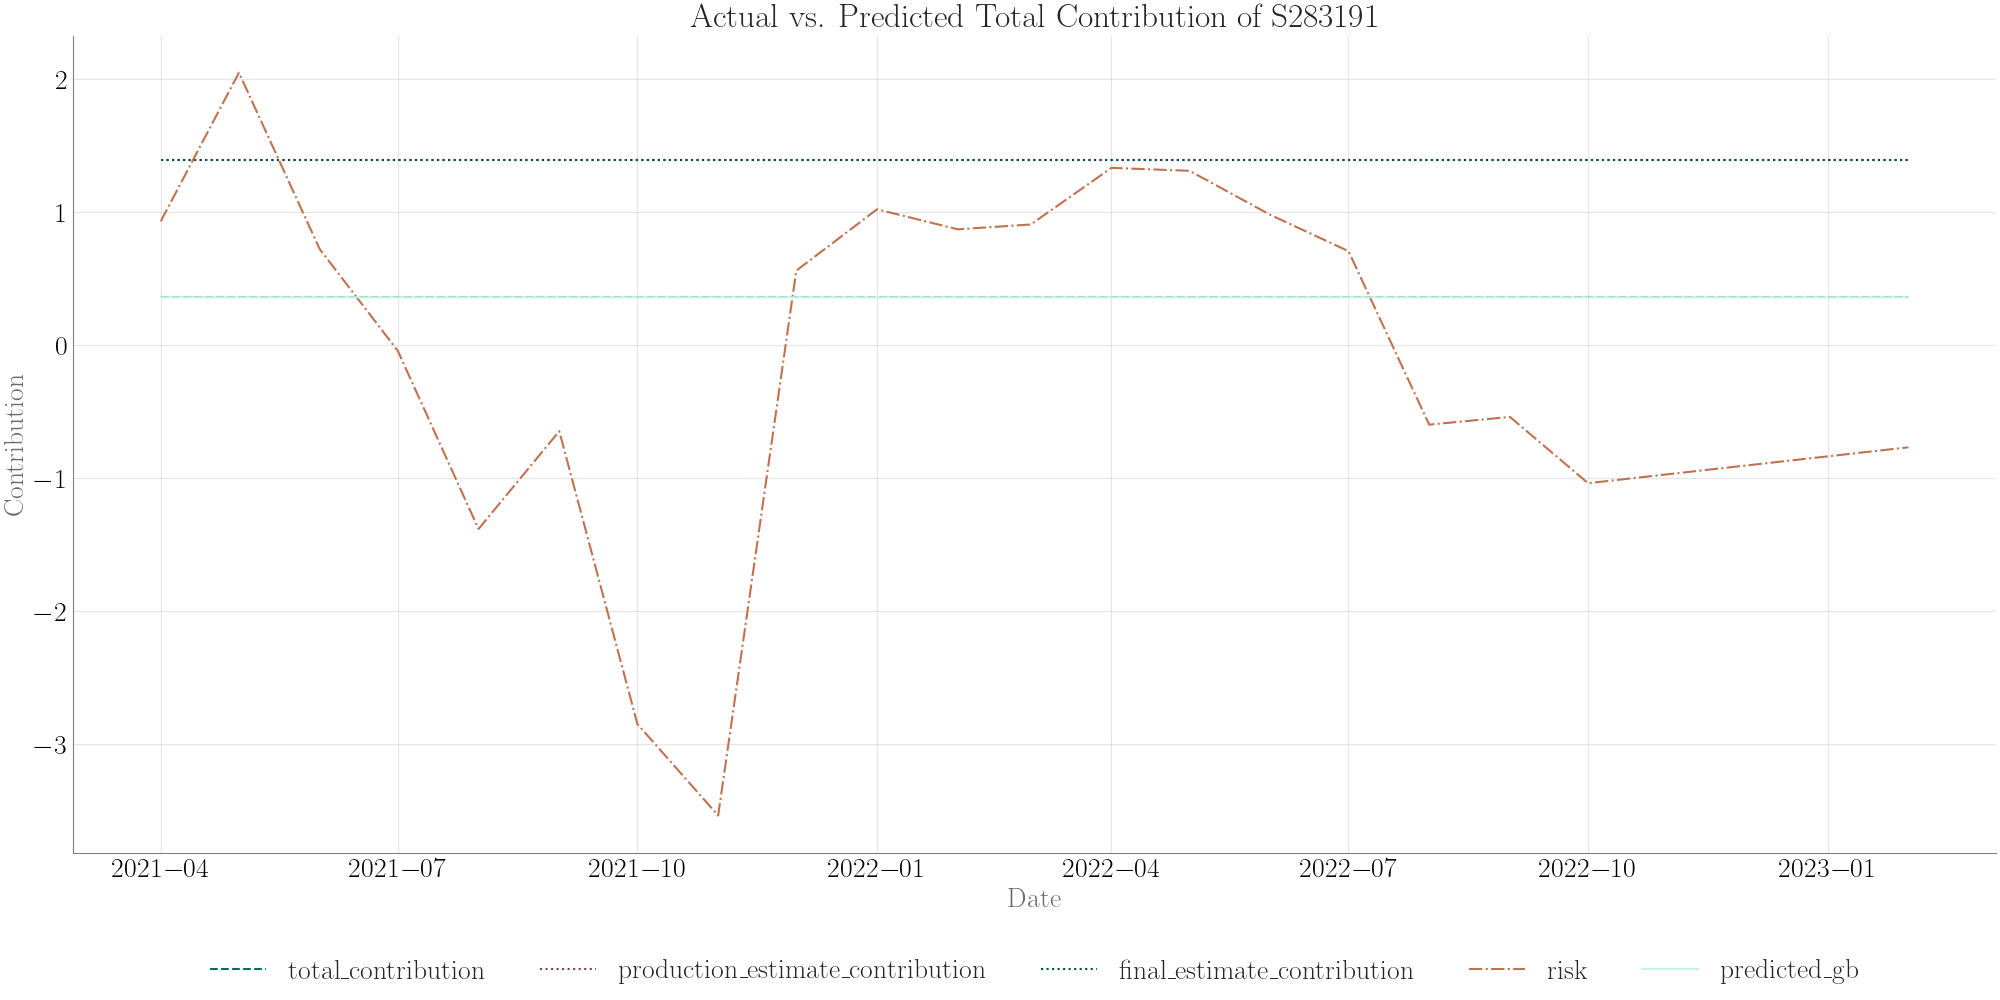 Actual vs. Predicted Total Contribution of S283191
Contribution
2
1
0
−1
−2
−3
2021−04 2021−07 2021−10 2022−01 2022−04 2022−07 2022−10 2023−01
Date
total_contribution production_estimate_contribution final_estimate_contribution risk predicted_gb